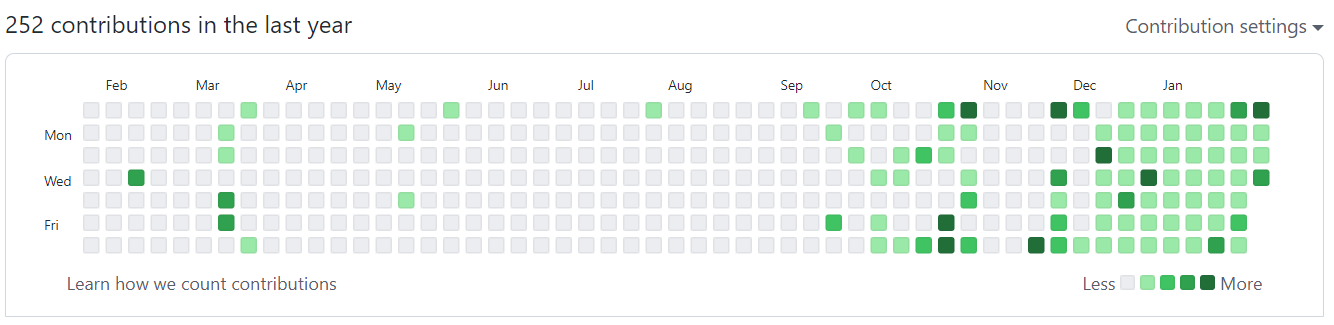 252 contributions in the last year
Contribution settings
Feb Mar Apr May Jun Jul Aug Sep Oct Nov Dec Jan
Mon
Wed
Fri
Learn how we count contributions
Less More